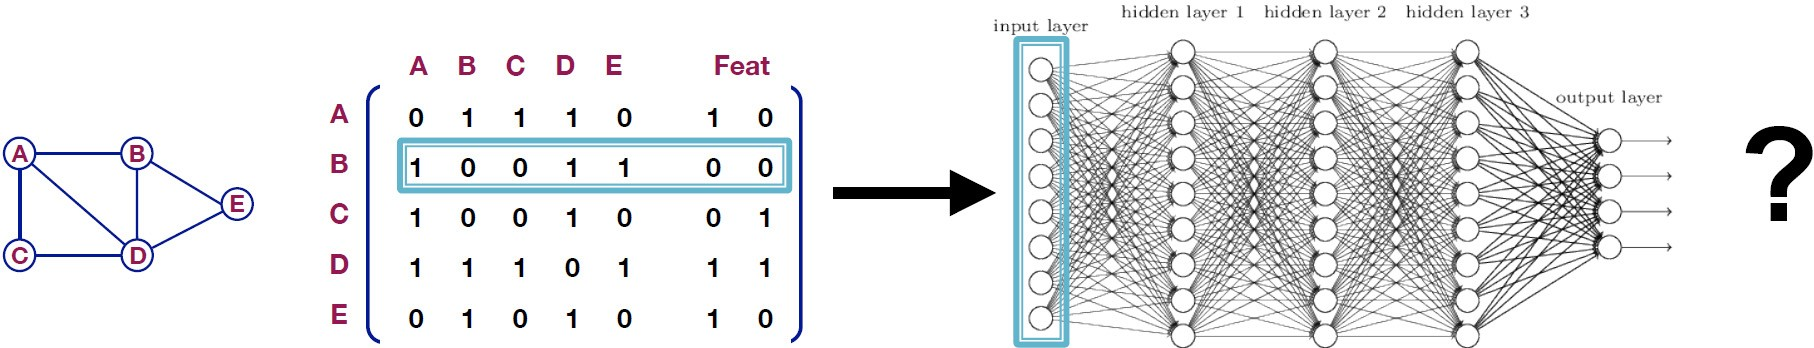 A B
E
C D
A B C D E Feat
A 0 1 1 1 0 1 0
B 1 0 0 1 1 0 0
C 1 0 0 1 0 0 1
D 1 1 1 0 1 1 1
E 0 1 0 1 0 1 0
input layer
hidden layer 1 hidden layer 2 hidden layer 3
output layer
?